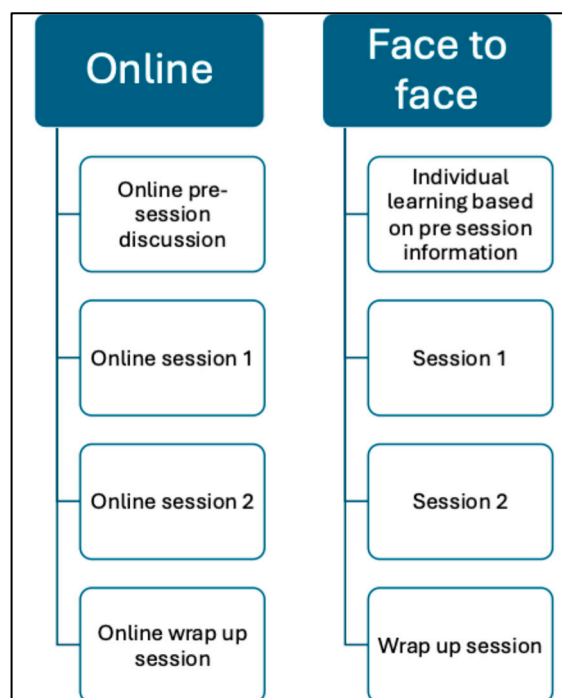 Online
Online pre-
session
discussion
Online session 1
Online session 2
Online wrap up
session
Face to
face
Individual
learning based
on pre session
information
Session 1
Session 2
Wrap up session